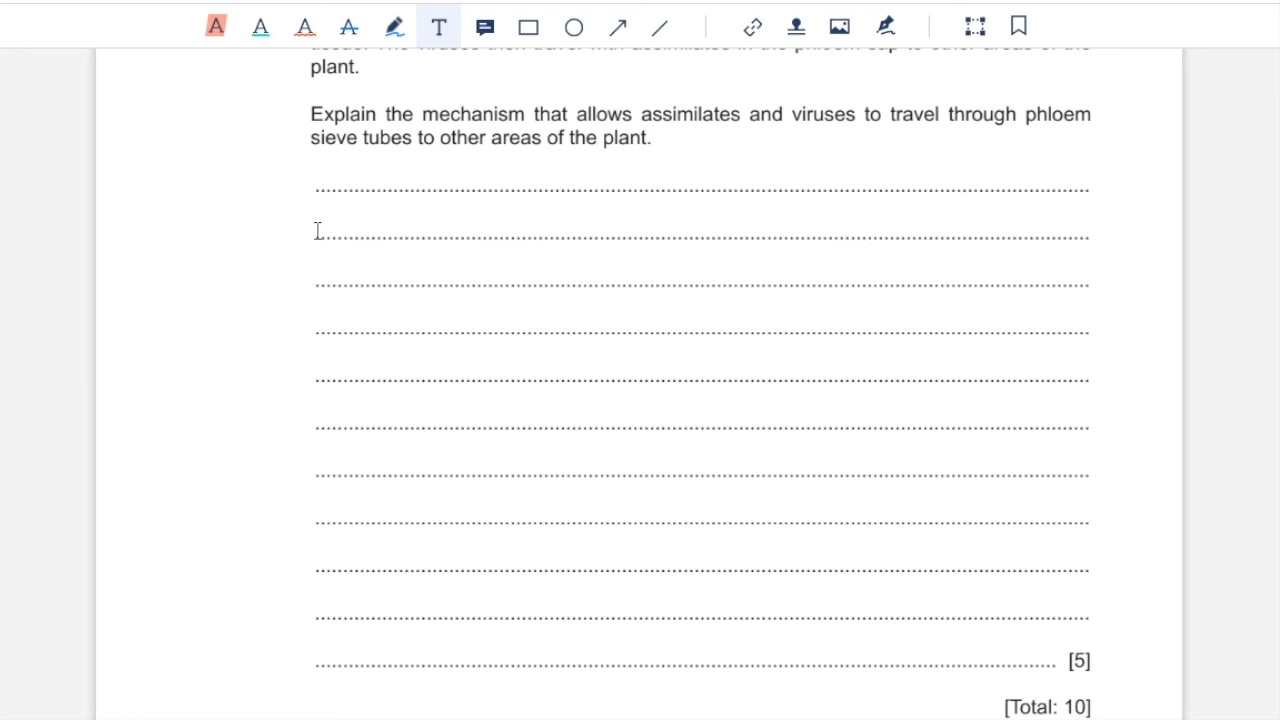 plant.
Explain the mechanism that allows assimilates and viruses to travel through phloem
sieve tubes to other areas of the plant.
[5]
[Total: 10]